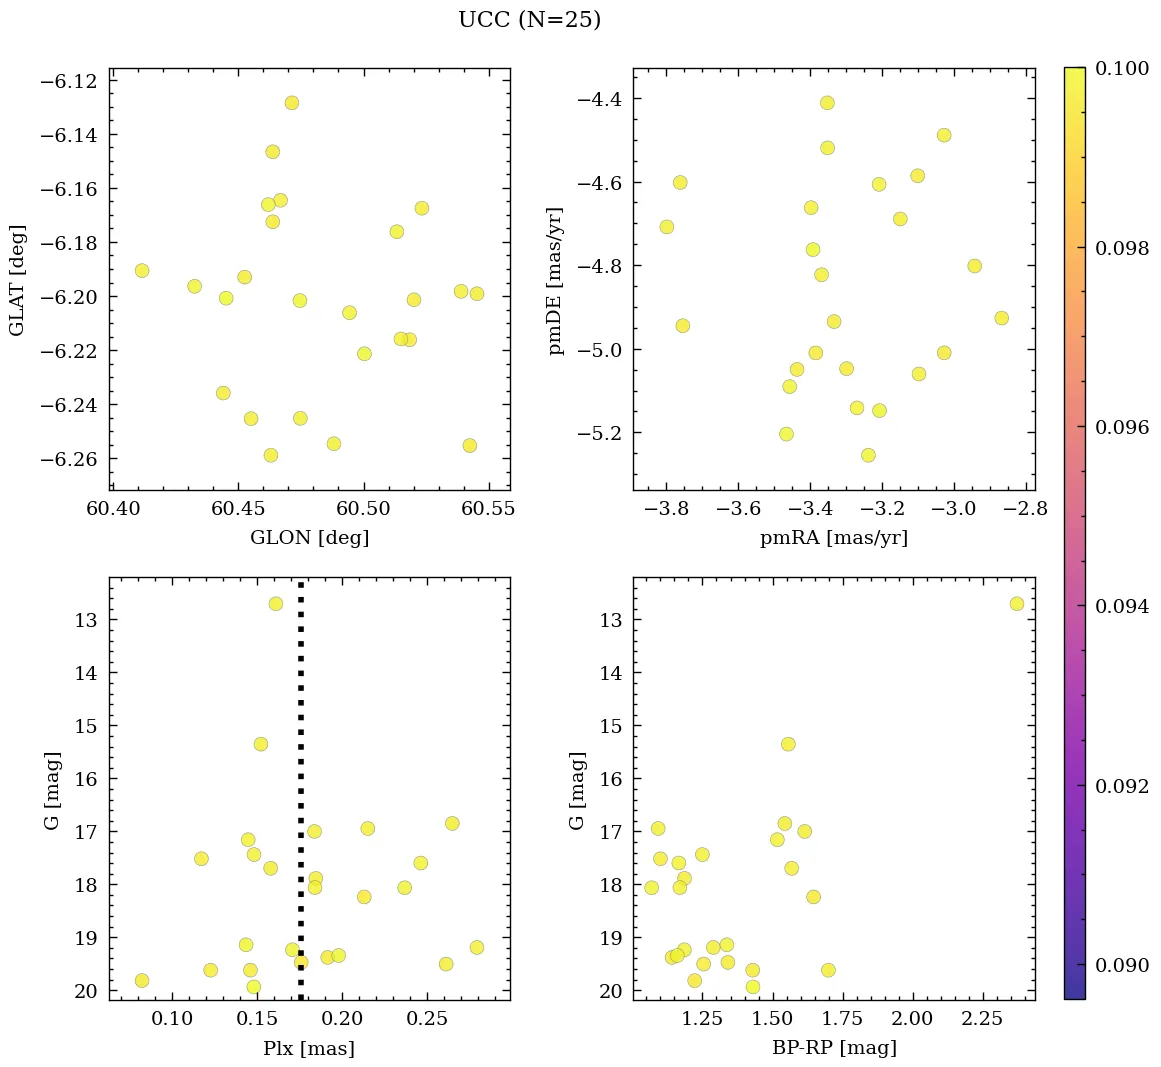 UCC (N=25)
−6.12
−6.14
−6.16
−6.18
−6.20
−6.22
−6.24
−6.26
GLAT [deg]
60.40 60.45 60.50 60.55
GLON [deg]
−4.4
−4.6
−4.8
−5.0
−5.2
pmDE [mas/yr]
−3.8 −3.6 −3.4 −3.2 −3.0 −2.8
pmRA [mas/yr]
13
14
15
16
17
18
19
20
G [mag]
0.10 0.15 0.20 0.25
Plx [mas]
13
14
15
16
17
18
19
20
G [mag]
1.25 1.50 1.75 2.00 2.25
BP-RP [mag]
0.100
0.098
0.096
0.094
0.092
0.090